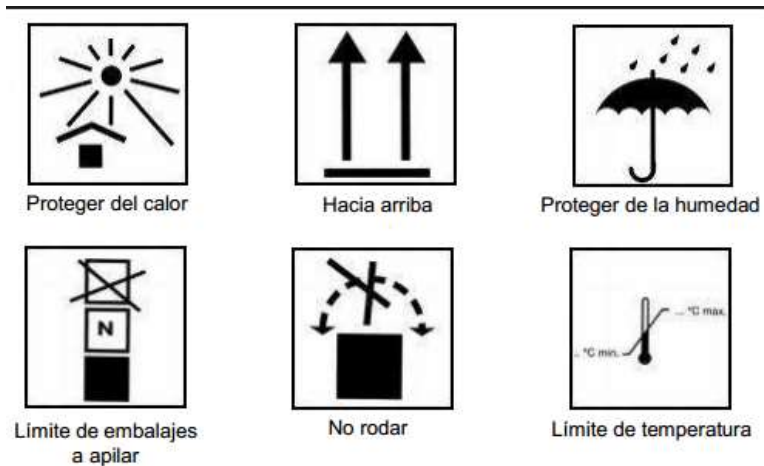 Proteger del calor
Hacia arriba
Proteger de la humedad
N
... °C max.
.. °C min.
Límite de embalajes
a apilar
No rodar
Límite de temperatura